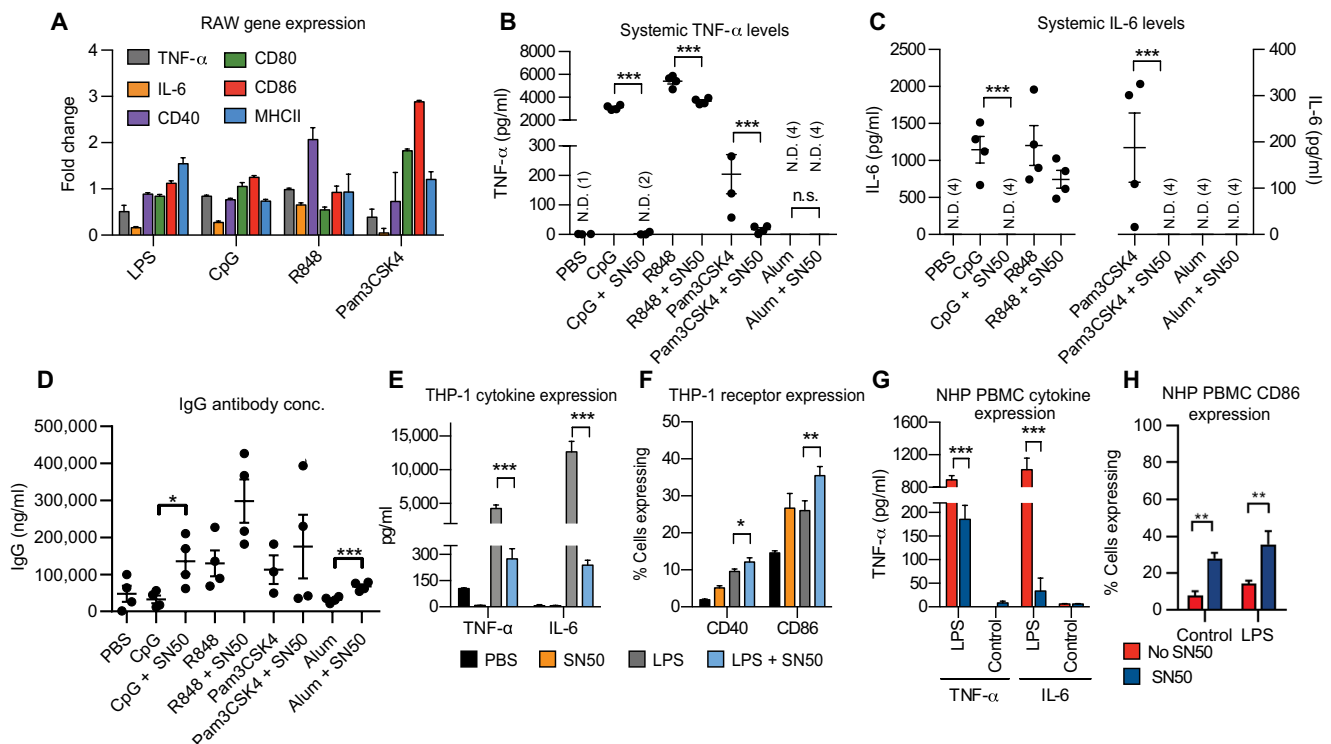 A
RAW gene expression
TNF-α
IL-6
CD40
CD80
CD86
MHCII
Fold change
4
3
2
1
0
LPS
CpG
R848
Pam3CSK4
B
Systemic TNF-α levels
TNF-α (pg/ml)
8000
6000
4000
2000
300
200
100
0
***
***
***
n.s.
N.D. (1)
N.D. (2)
N.D. (4)
N.D. (4)
PBS
CpG
CpG + SN50
R848
R848 + SN50
Pam3CSK4
Pam3CSK4 + SN50
Alum
Alum + SN50
C
Systemic IL-6 levels
IL-6 (pg/ml)
2500
2000
1500
1000
500
0
***
***
N.D. (4)
N.D. (4)
N.D. (4)
N.D. (4)
N.D. (4)
400
300
200
100
0
IL-6 (pg/ml)
PBS
CpG
CpG + SN50
R848
R848 + SN50
Pam3CSK4
Pam3CSK4 + SN50
Alum
Alum + SN50
D
IgG antibody conc.
IgG (ng/ml)
500,000
400,000
300,000
200,000
100,000
0
*
***
PBS
CpG
CpG + SN50
R848
R848 + SN50
Pam3CSK4
Pam3CSK4 + SN50
Alum
Alum + SN50
E
THP-1 cytokine expression
pg/ml
15,000
10,000
5,000
300
150
0
***
***
TNF-α
IL-6
F
THP-1 receptor expression
% Cells expressing
50
40
30
20
10
0
*
**
CD40
CD86
PBS
SN50
LPS
LPS + SN50
G
NHP PBMC cytokine
expression
TNF-α (pg/ml)
1600
1200
800
200
150
100
50
0
***
***
LPS
Control
LPS
Control
TNF-α
IL-6
H
NHP PBMC CD86
expression
% Cells expressing
100
80
60
40
20
0
**
**
Control
LPS
No SN50
SN50